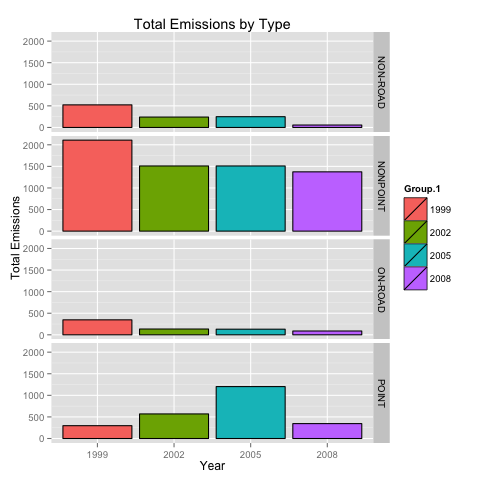 Total Emissions by Type
Total Emissions
2000
1500
1000
500
0
NON-ROAD
2000
1500
1000
500
0
NONPOINT
2000
1500
1000
500
0
ON-ROAD
2000
1500
1000
500
0
POINT
1999 2002 2005 2008
Year
Group.1
1999
2002
2005
2008